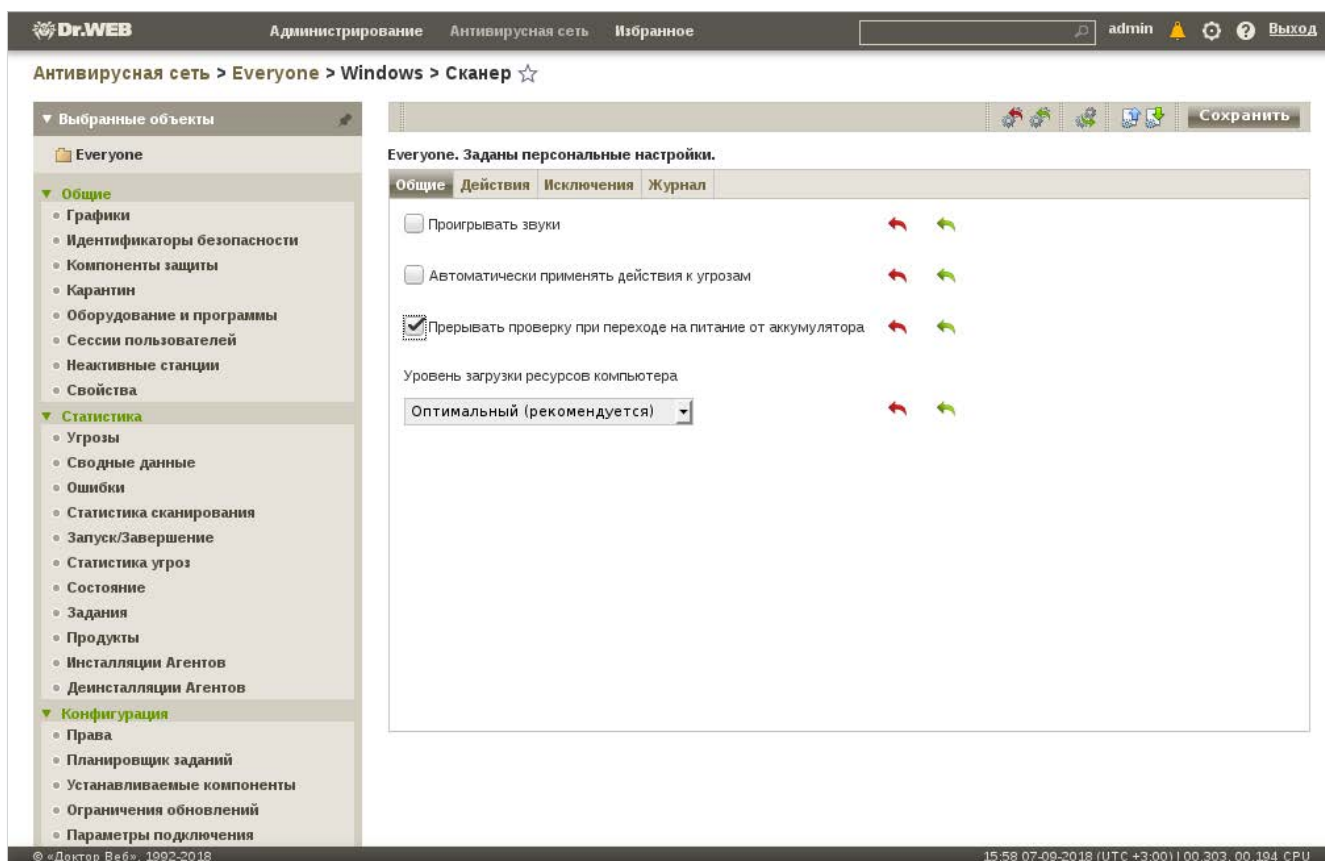 Dr.WEB Администрирование Антивирусная сеть Избранное admin Выход
Антивирусная сеть > Everyone > Windows > Сканер
Выбранные объекты
Everyone
Общие
Графики
Идентификаторы безопасности
Компоненты защиты
Карантин
Оборудование и программы
Сессии пользователей
Неактивные станции
Свойства
Статистика
Угрозы
Сводные данные
Ошибки
Статистика сканирования
Запуск/Завершение
Статистика угроз
Состояние
Задания
Продукты
Инсталляции Агентов
Деинсталляции Агентов
Конфигурация
Права
Планировщик заданий
Устанавливаемые компоненты
Ограничения обновлений
Параметры подключения
Сохранить
Everyone. Заданы персональные настройки.
Общие Действия Исключения Журнал
Проигрывать звуки
Автоматически применять действия к угрозам
Прерывать проверку при переходе на питание от аккумулятора
Уровень загрузки ресурсов компьютера
Оптимальный (рекомендуется)
© «Доктор Веб», 1992-2018 15:58 07-09-2018 (UTC +3:00) | 00.303, 00.194 CPU